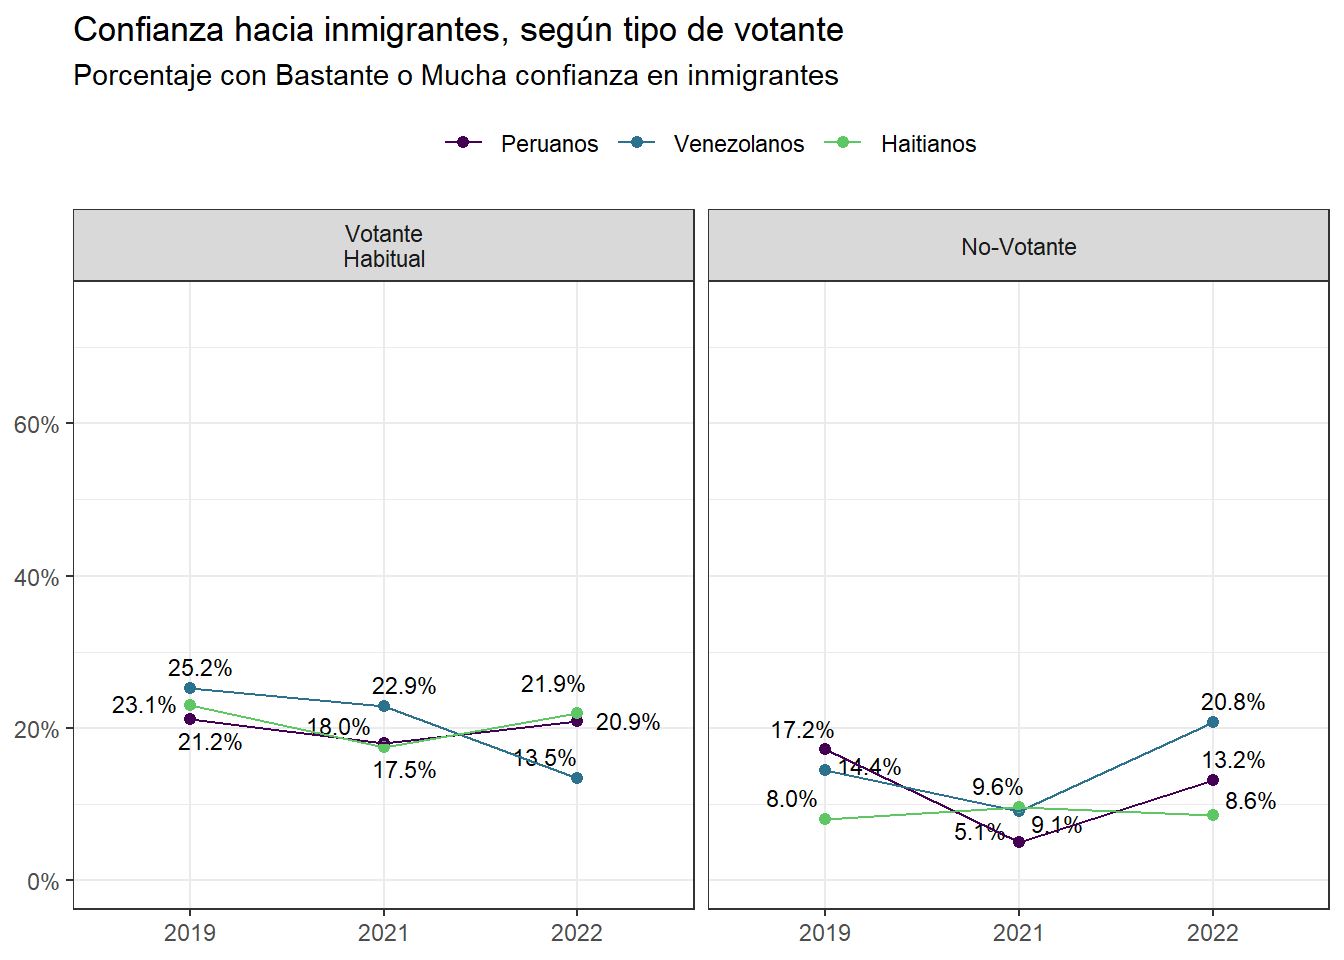 Confianza hacia inmigrantes, según tipo de votante
Porcentaje con Bastante o Mucha confianza en inmigrantes
Peruanos Venezolanos Haitianos
Votante
Habitual
No-Votante
60%
40%
20%
0%
25.2%
23.1%
21.2%
22.9%
18.0%
17.5%
21.9%
20.9%
13.5%
17.2%
14.4%
8.0%
9.6%
5.1%
9.1%
20.8%
13.2%
8.6%
2019 2021 2022
2019 2021 2022